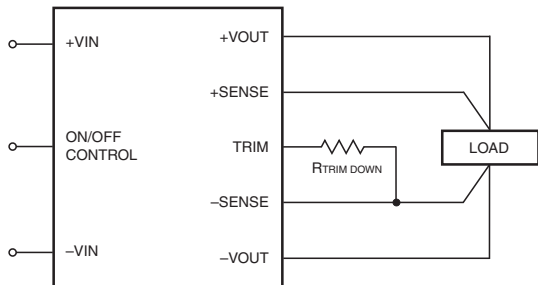 +VIN
ON/OFF
CONTROL
–VIN
+VOUT
+SENSE
TRIM
–SENSE
–VOUT
RTRIM DOWN
LOAD